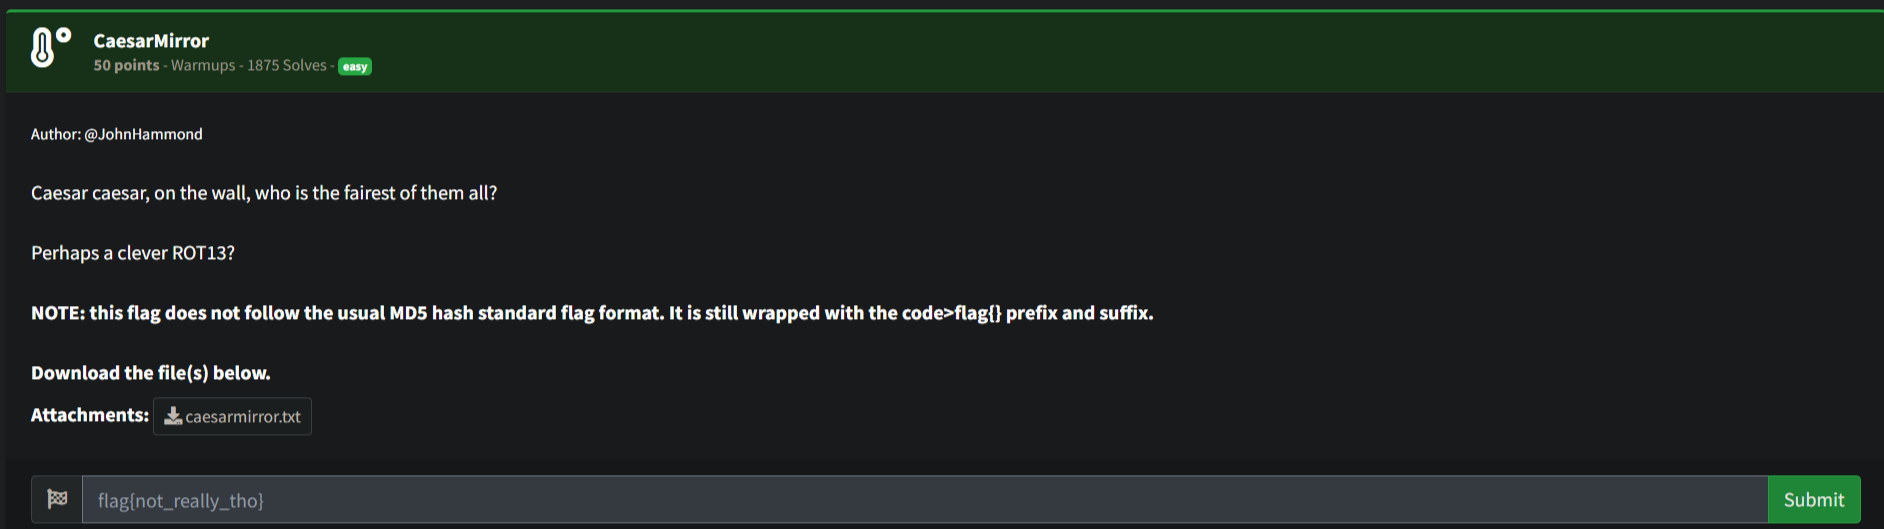 CaesarMirror
50 points - Warmups - 1875 Solves - easy
Author: @JohnHammond
Caesar caesar, on the wall, who is the fairest of them all?
Perhaps a clever ROT13?
NOTE: this flag does not follow the usual MD5 hash standard flag format. It is still wrapped with the code>flag{} prefix and suffix.
Download the file(s) below.
Attachments: caesarmirror.txt
flag{not_really_tho} Submit